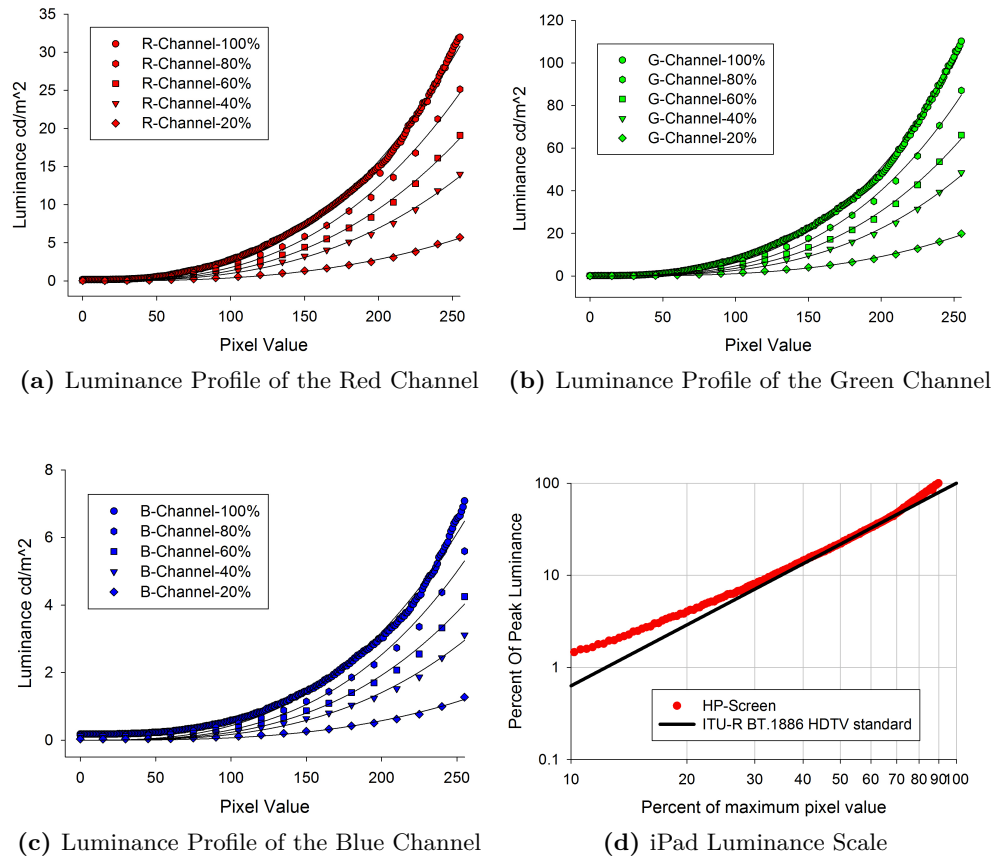 35
30
25
20
15
10
5
0
Luminance cd/m^2
R-Channel-100%
R-Channel-80%
R-Channel-60%
R-Channel-40%
R-Channel-20%
0 50 100 150 200 250
Pixel Value
(a) Luminance Profile of the Red Channel
120
100
80
60
40
20
0
Luminance cd/m^2
G-Channel-100%
G-Channel-80%
G-Channel-60%
G-Channel-40%
G-Channel-20%
0 50 100 150 200 250
Pixel Value
(b) Luminance Profile of the Green Channel
8
6
4
2
0
Luminance cd/m^2
B-Channel-100%
B-Channel-80%
B-Channel-60%
B-Channel-40%
B-Channel-20%
0 50 100 150 200 250
Pixel Value
(c) Luminance Profile of the Blue Channel
100
10
1
0.1
Percent Of Peak Luminance
HP-Screen
ITU-R BT.1886 HDTV standard
10 20 30 40 50 60 70 80 90 100
Percent of maximum pixel value
(d) iPad Luminance Scale